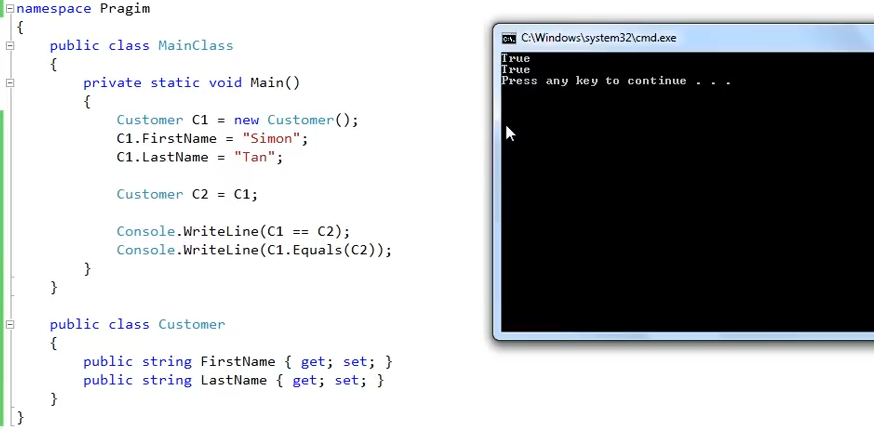 namespace Pragim
{
    public class MainClass
    {
        private static void Main()
        {
            Customer C1 = new Customer();
            C1.FirstName = "Simon";
            C1.LastName = "Tan";

            Customer C2 = C1;

            Console.WriteLine(C1 == C2);
            Console.WriteLine(C1.Equals(C2));
        }
    }

    public class Customer
    {
        public string FirstName { get; set; }
        public string LastName { get; set; }
    }
}
C:\Windows\system32\cmd.exe
True
True
Press any key to continue . . .